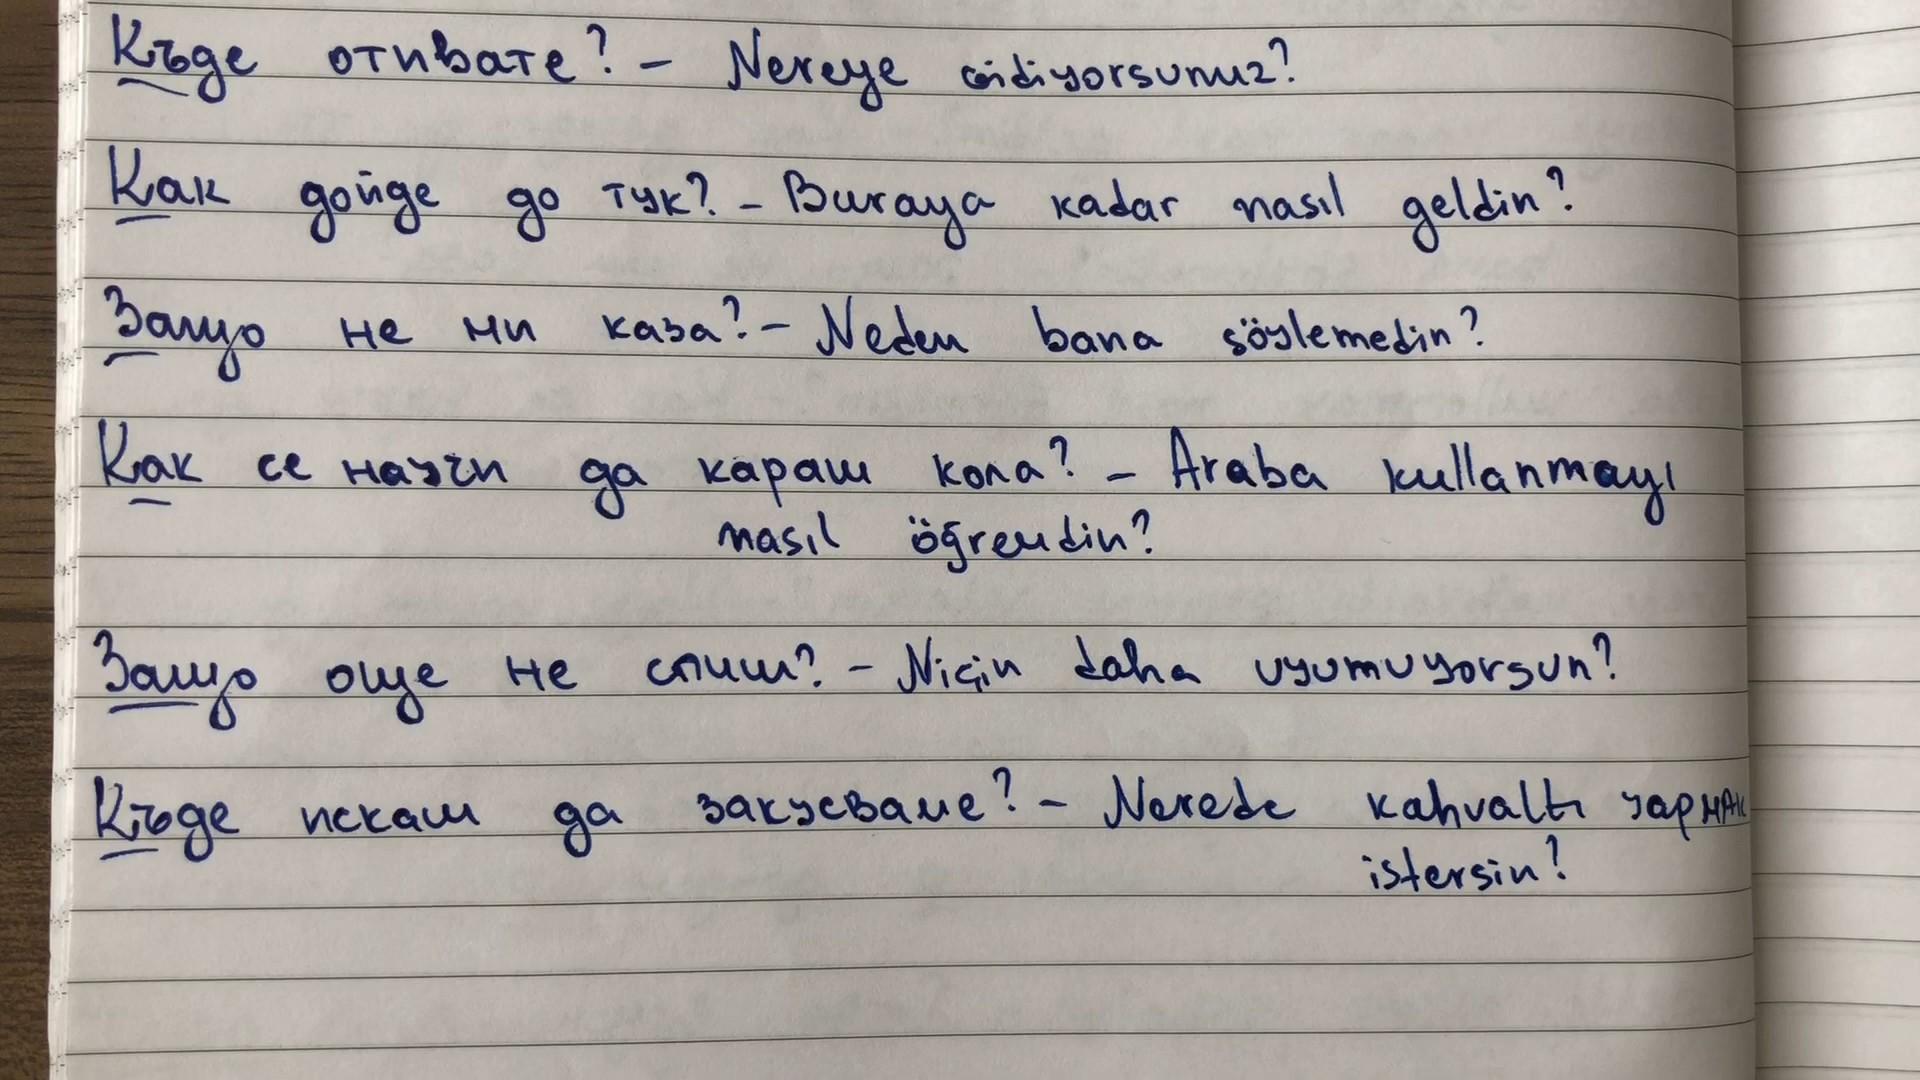 Къде отивате? – Nereye gidiyorsunuz?
Как дойде до тук? – Buraya kadar nasıl geldin?
Защо не ми каза? – Neden bana söylemedin?
Как се научи да караш кола? – Araba kullanmayı
nasıl öğrendin?
Защо още не спиш? – Niçin daha uyumuyorsun?
Къде искаш да закусваме? – Nerede kahvaltı yapmak
istersin?